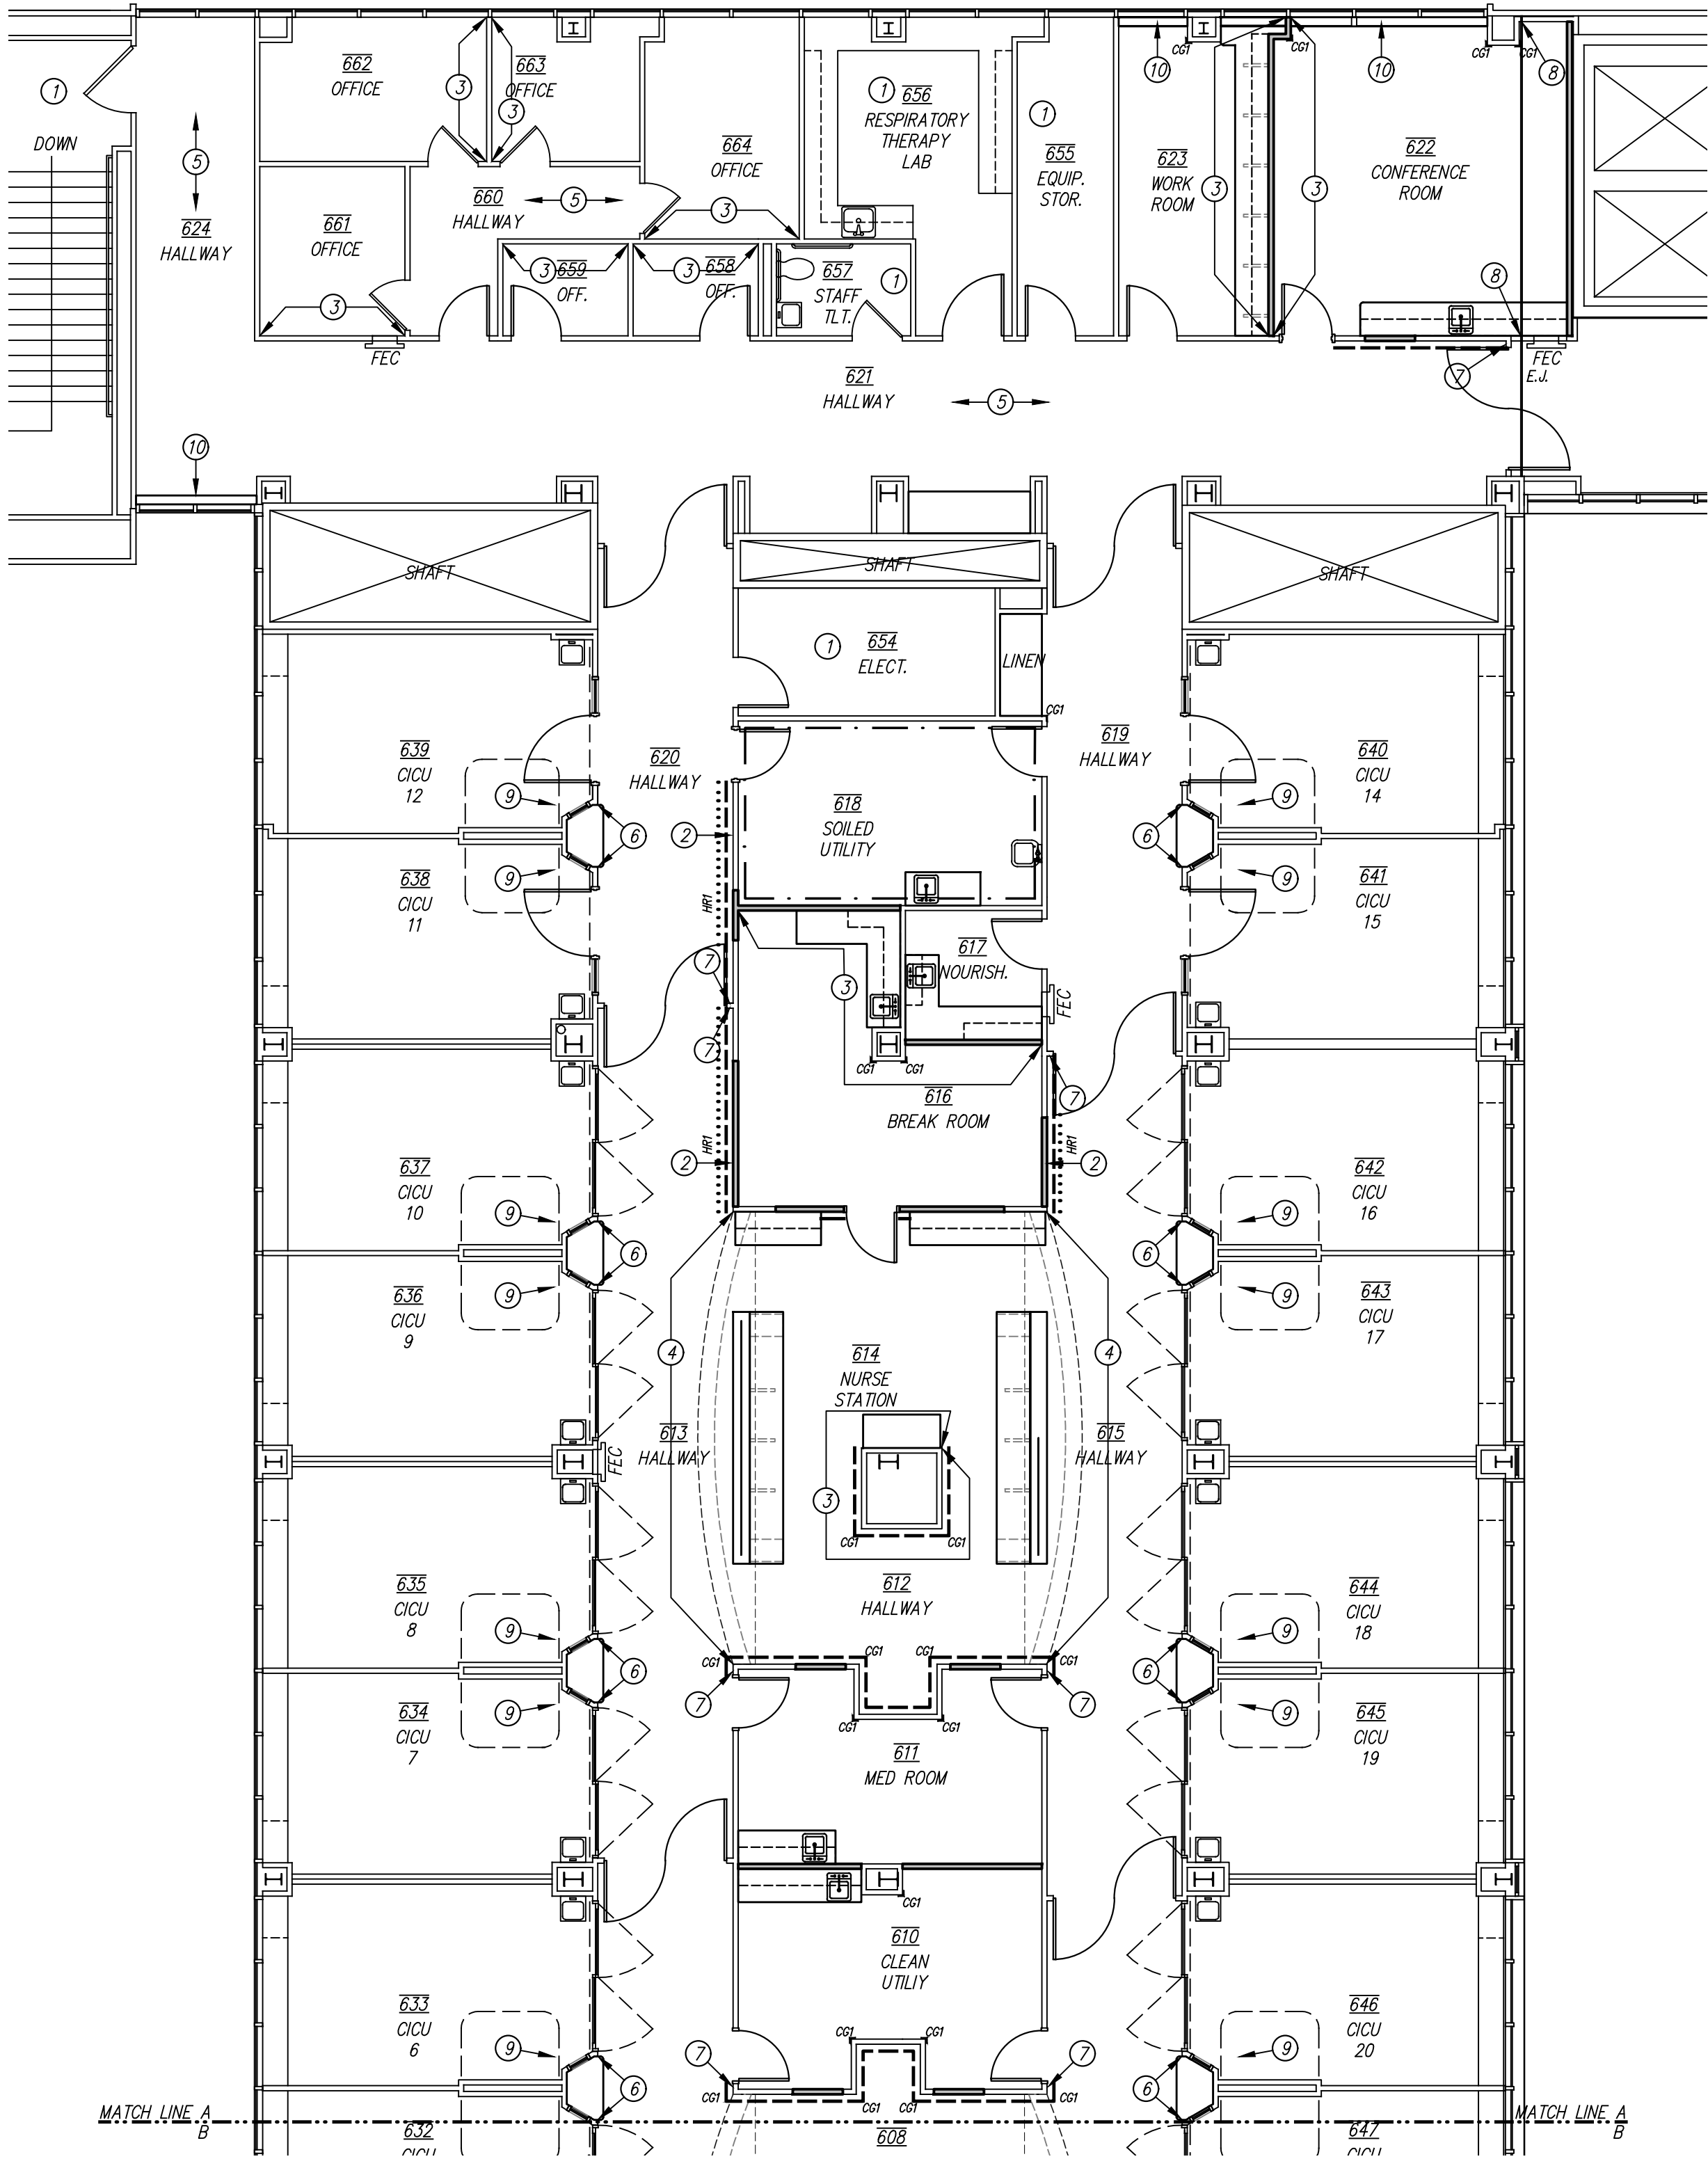 662
OFFICE
3
663
OFFICE
3
1
DOWN
5
624
HALLWAY
661
OFFICE
3
660
HALLWAY
5
664
OFFICE
3
1
656
RESPIRATORY
THERAPY
LAB
1
655
EQUIP.
STOR.
10
623
WORK
ROOM
3
CG1
CG1
10
622
CONFERENCE
ROOM
3
CG1
CG1
8
8
3
659
OFF.
3
658
OFF.
657
STAFF
TLT.
1
FEC
621
HALLWAY
5
7
FEC
E.J.
10
SHAFT
SHAFT
SHAFT
1
654
ELECT.
LINEN
CG1
639
CICU
12
620
HALLWAY
619
HALLWAY
640
CICU
14
9
6
2
618
SOILED
UTILITY
6
9
638
CICU
11
9
HR1
9
641
CICU
15
7
3
617
NOURISH.
FEC
7
CG1
CG1
616
BREAK ROOM
7
HR1
HR1
2
2
637
CICU
10
9
6
6
9
642
CICU
16
636
CICU
9
9
9
643
CICU
17
4
614
NURSE
STATION
4
613
HALLWAY
615
HALLWAY
FEC
3
CG1
CG1
635
CICU
8
9
612
HALLWAY
9
644
CICU
18
6
CG1
CG1
CG1
CG1
6
634
CICU
7
9
7
CG1
CG1
7
9
645
CICU
19
611
MED ROOM
CG1
610
CLEAN
UTILIY
633
CICU
6
9
6
7
CG1
CG1
CG1
7
CG1
CG1
CG1
6
9
646
CICU
20
MATCH LINE A
B
MATCH LINE A
B
632
CICU
608
647
CICU